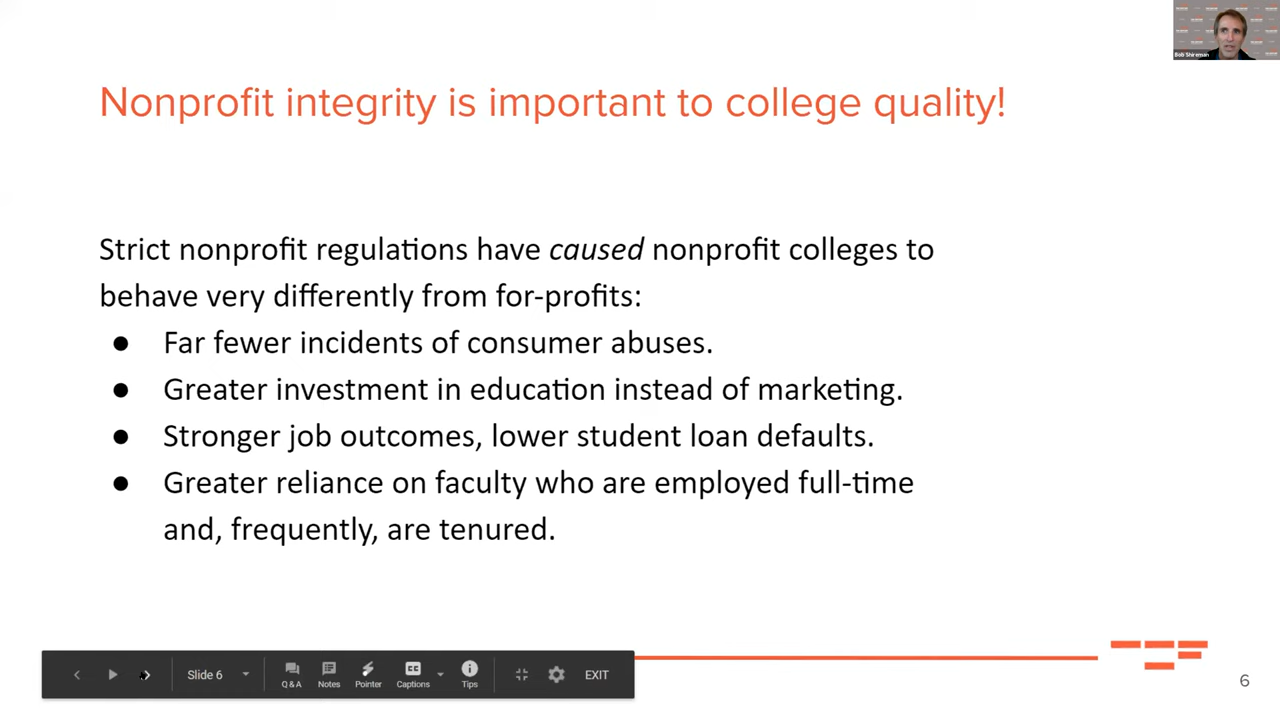 Bob Shireman
Nonprofit integrity is important to college quality!
Strict nonprofit regulations have caused nonprofit colleges to
behave very differently from for-profits:
● Far fewer incidents of consumer abuses.
● Greater investment in education instead of marketing.
● Stronger job outcomes, lower student loan defaults.
● Greater reliance on faculty who are employed full-time
and, frequently, are tenured.
Slide 6
Q & A
Notes
Pointer
CC
Captions
Tips
EXIT
6